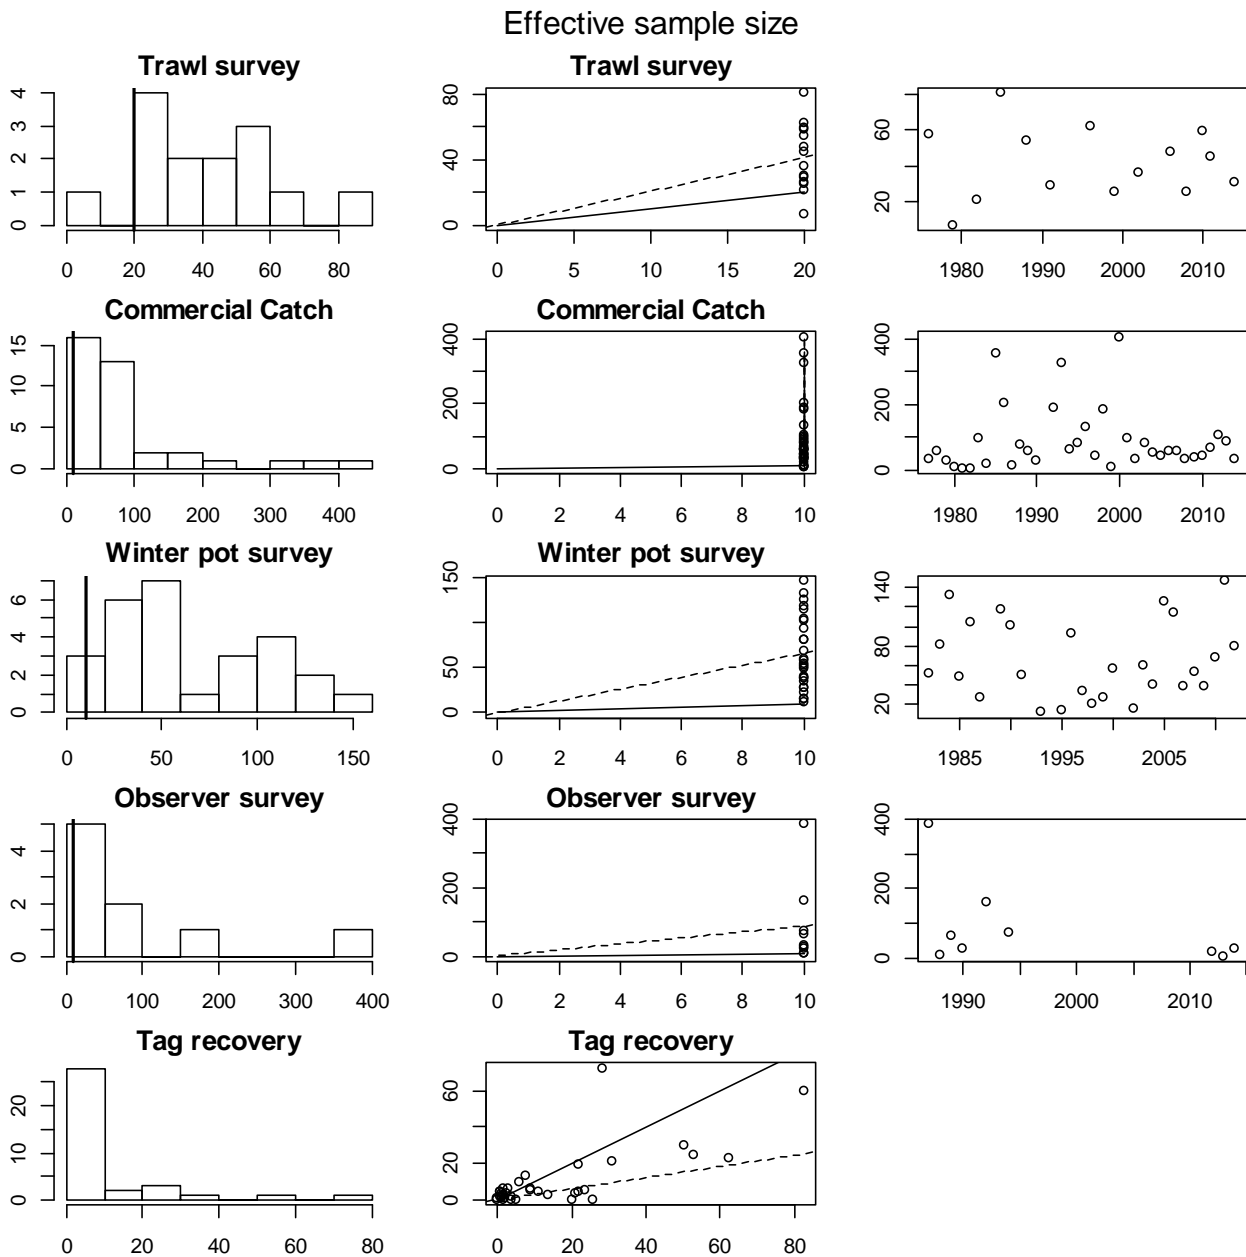 Effective sample size
Trawl survey
Trawl survey
0 1 2 3 4
0 20 40 60 80
0 40 80
0 5 10 15 20
20 60
1980 1990 2000 2010
Commercial Catch
Commercial Catch
0 5 15
0 100 200 300 400
0 200 400
0 2 4 6 8 10
0 200 400
1980 1990 2000 2010
Winter pot survey
Winter pot survey
0 2 4 6
0 50 100 150
0 50 150
0 2 4 6 8 10
20 80 140
1985 1995 2005
Observer survey
Observer survey
0 2 4
0 100 200 300 400
0 200 400
0 2 4 6 8 10
0 200 400
1990 2000 2010
Tag recovery
Tag recovery
0 10 20
0 20 40 60 80
0 20 60
0 20 40 60 80